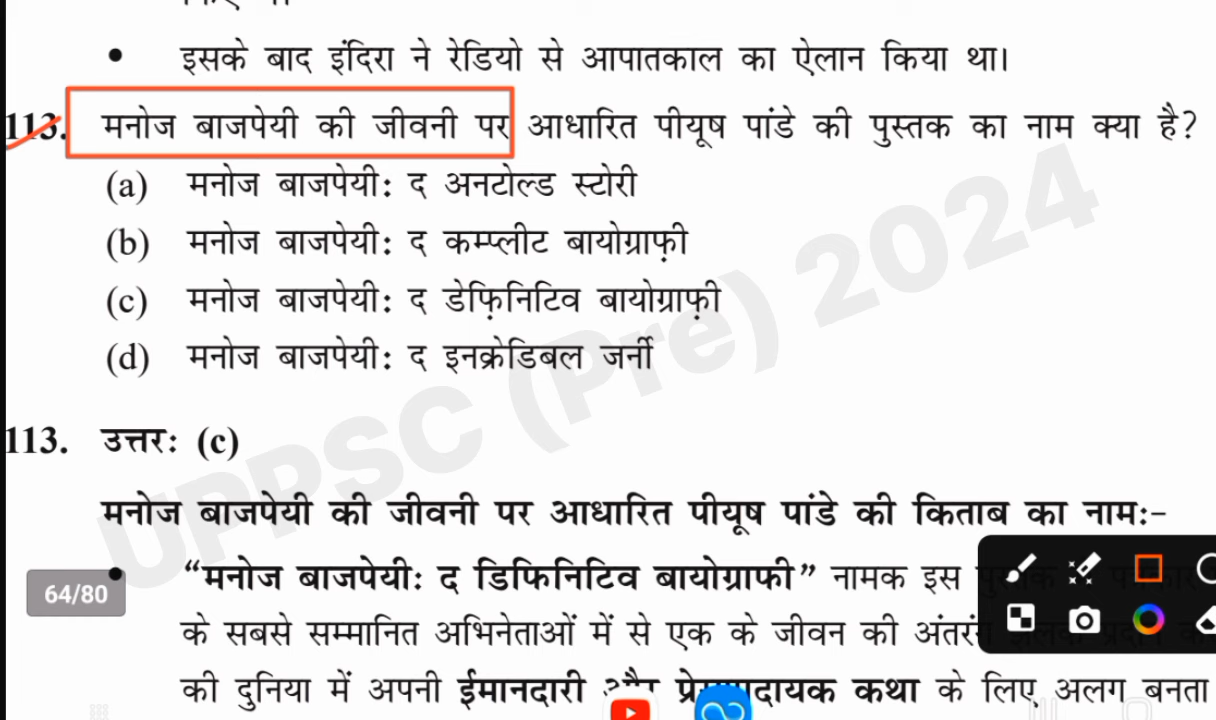 इसके बाद इंदिरा ने रेडियो से आपातकाल का ऐलान किया था।
113. मनोज बाजपेयी की जीवनी पर आधारित पीयूष पांडे की पुस्तक का नाम क्या है?
(a) मनोज बाजपेयी: द अनटोल्ड स्टोरी
(b) मनोज बाजपेयी: द कम्प्लीट बायोग्राफ़ी
(c) मनोज बाजपेयी: द डेफ़िनिटिव बायोग्राफ़ी
(d) मनोज बाजपेयी: द इनक्रेडिबल जर्नी
UPPSC (Pre) 2024
113. उत्तर: (c)
मनोज बाजपेयी की जीवनी पर आधारित पीयूष पांडे की किताब का नाम:-
"मनोज बाजपेयी: द डिफिनिटिव बायोग्राफी" नामक इस
64/80
के सबसे सम्मानित अभिनेताओं में से एक के जीवन की
की दुनिया में अपनी ईमानदारी कथा के लिए अलग बनता